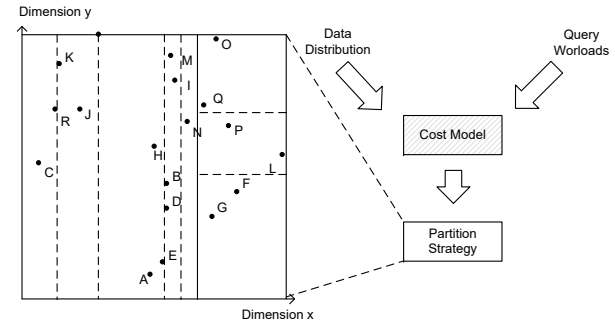 Dimension y
Data
Distribution
Query
Worloads
O
K
M
I
Q
R
J
N
P
Cost Model
H
L
C
B
F
D
G
Partition
Strategy
E
A
Dimension x